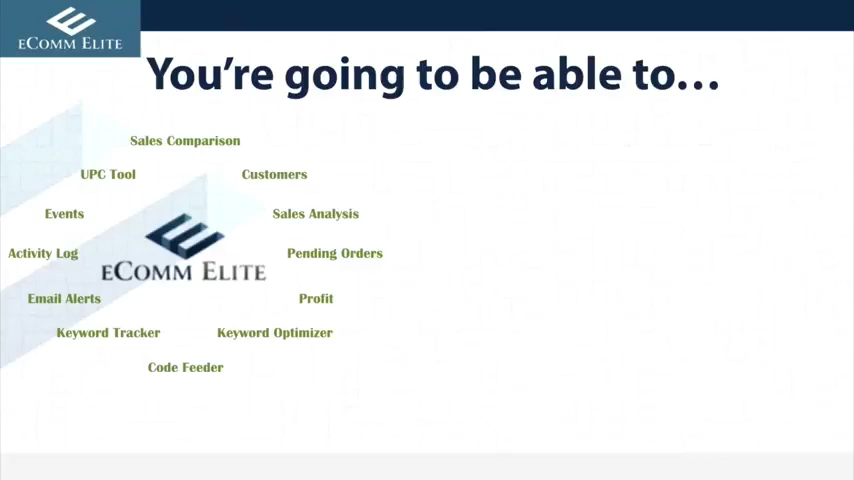 eComm Elite
You're going to be able to...
Sales Comparison
UPC Tool
Customers
Events
Sales Analysis
Activity Log
Pending Orders
eComm Elite
Email Alerts
Profit
Keyword Tracker
Keyword Optimizer
Code Feeder